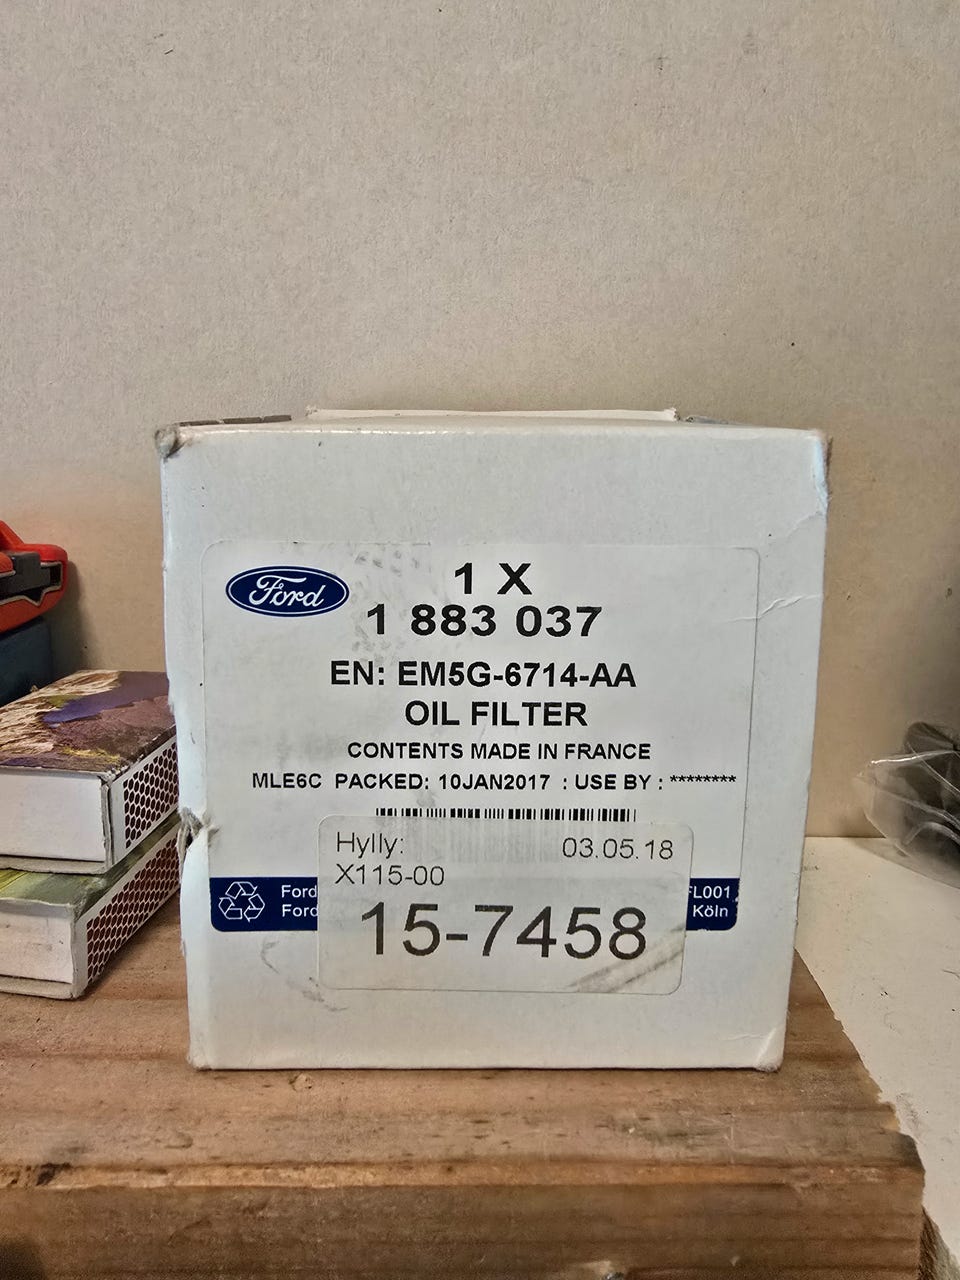 Ford
1 X
1 883 037
EN: EM5G-6714-AA
OIL FILTER
CONTENTS MADE IN FRANCE
MLE6C PACKED: 10JAN2017 : USE BY : ********
Hylly: 03.05.18
X115-00
15-7458
Ford FL001
Ford Köln